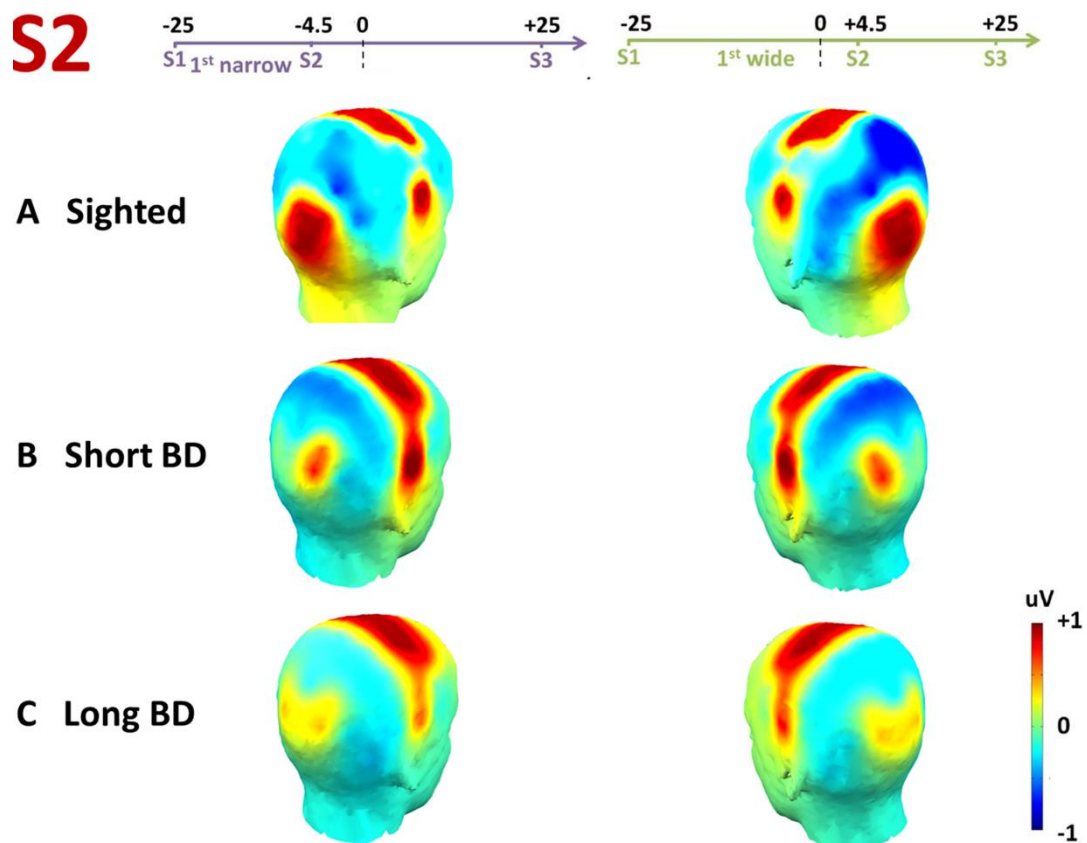 S2
-25 -4.5 0 +25
S1 1st narrow S2 S3
-25 0 +4.5 +25
S1 1st wide S2 S3
A Sighted
B Short BD
C Long BD
uV
+1
0
-1